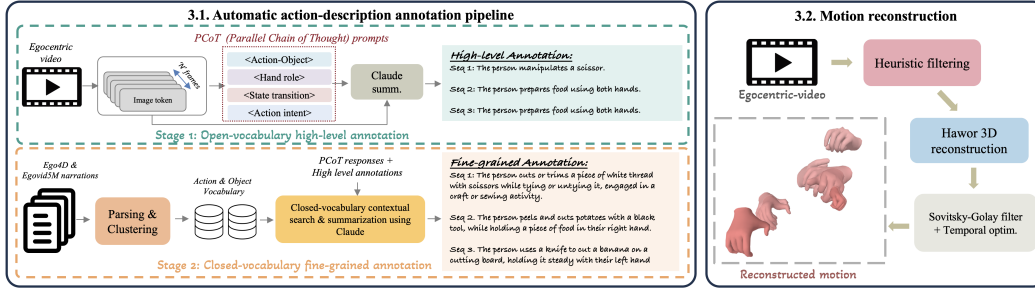 3.1. Automatic action-description annotation pipeline
Egocentric
video
'N' frames
Image token
PCoT (Parallel Chain of Thought) prompts
<Action-Object>
<Hand role>
<State transition>
<Action intent>
Claude
summ.
High-level Annotation:
Seq 1: The person manipulates a scissor.
Seq 2: The person prepares food using both hands.
Seq 3: The person prepares food using both hands.
Stage 1: Open-vocabulary high-level annotation
Ego4D &
Egovid5M
narrations
Parsing &
Clustering
Action & Object
Vocabulary
PCoT responses +
High level annotations
Closed-vocabulary contextual
search & summarization using
Claude
Fine-grained Annotation:
Seq 1: The person cuts or trims a piece of white thread
with scissors while tying or untying it, engaged in a
craft or sewing activity.
Seq 2. The person peels and cuts potatoes with a black
tool, while holding a piece of food in their right hand.
Seq 3. The person uses a knife to cut a banana on a
cutting board, holding it steady with their left hand
Stage 2: Closed-vocabulary fine-grained annotation
3.2. Motion reconstruction
Egocentric-video
Heuristic filtering
Hawor 3D
reconstruction
Sovitsky-Golay filter
+ Temporal optim.
Reconstructed motion